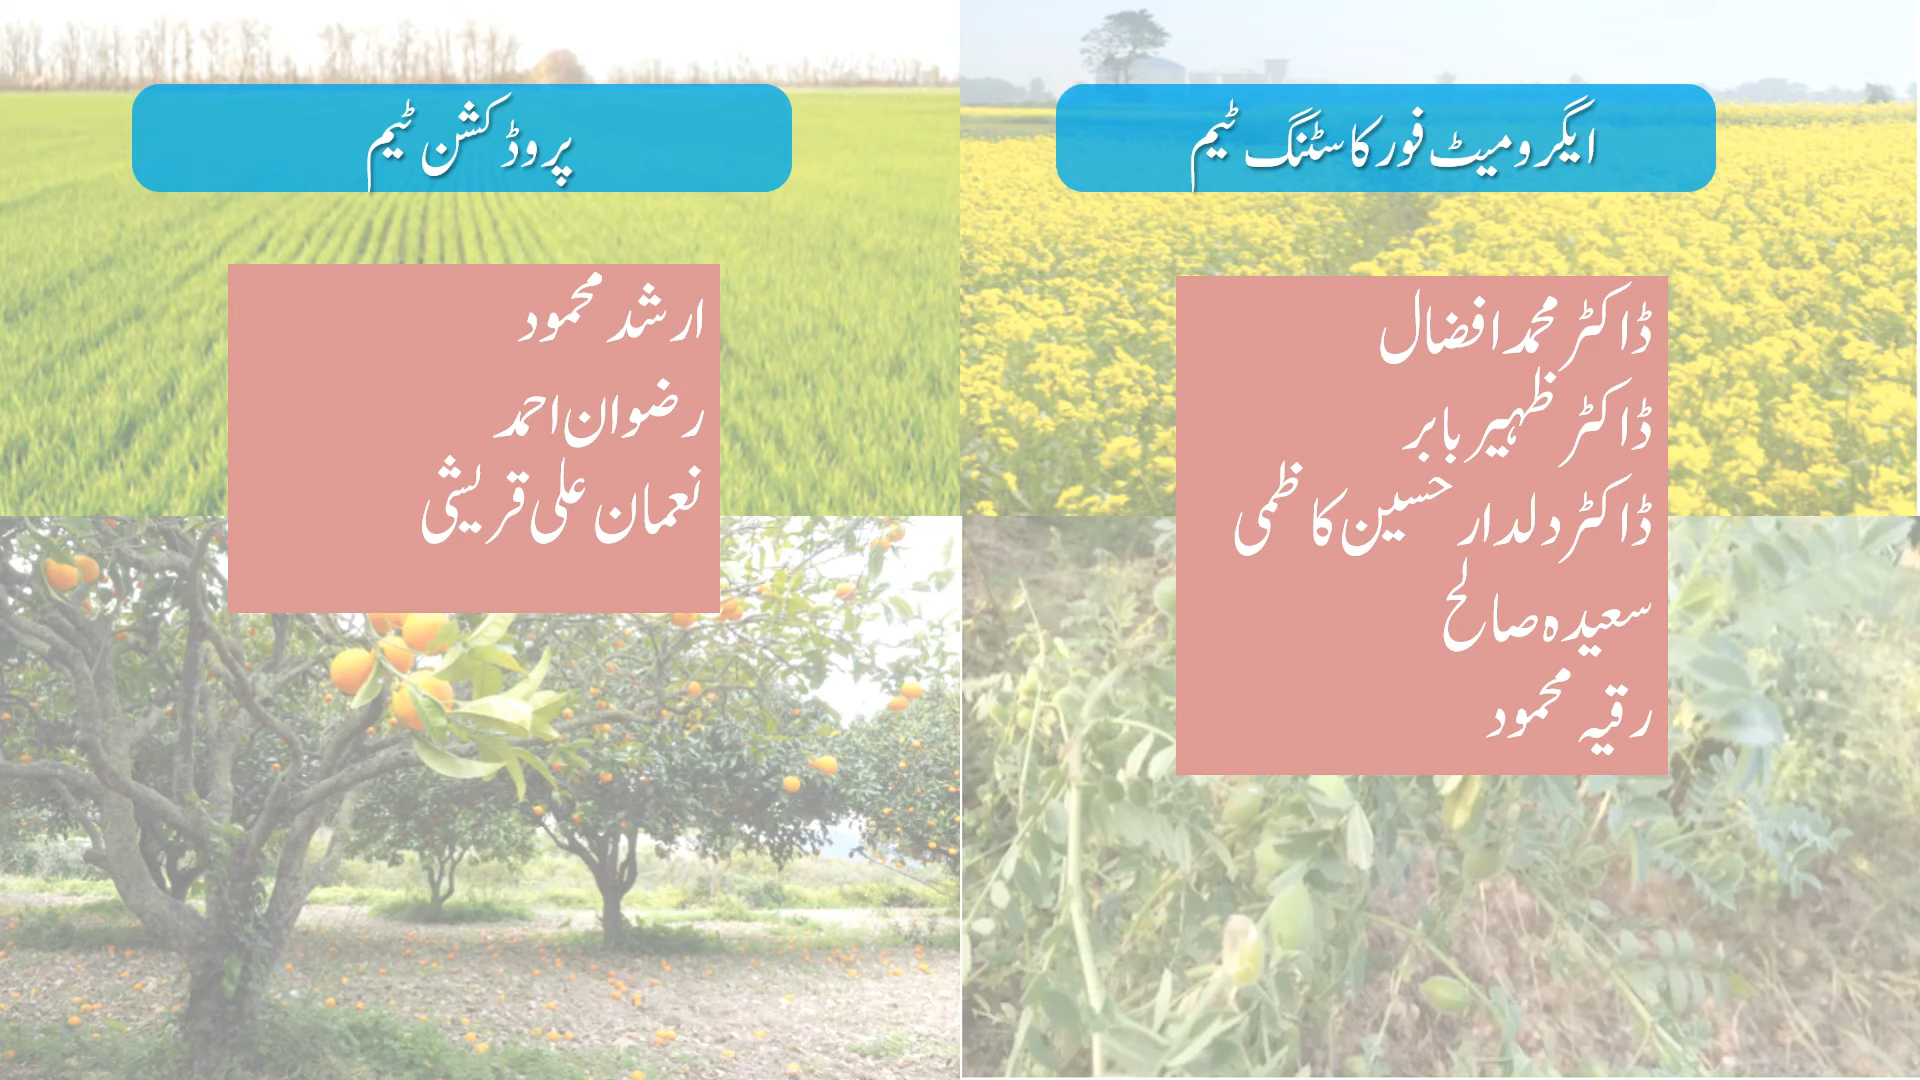 ایگرومیٹ فورکاسٹنگ ٹیم
ڈاکٹر محمد افضال
ڈاکٹر ظہیر بابر
ڈاکٹر دلدار حسین کاظمی
سعیدہ صالح
رقیہ محمود
پروڈکشن ٹیم
ارشد محمود
رضوان احمد
نعمان علی قریشی